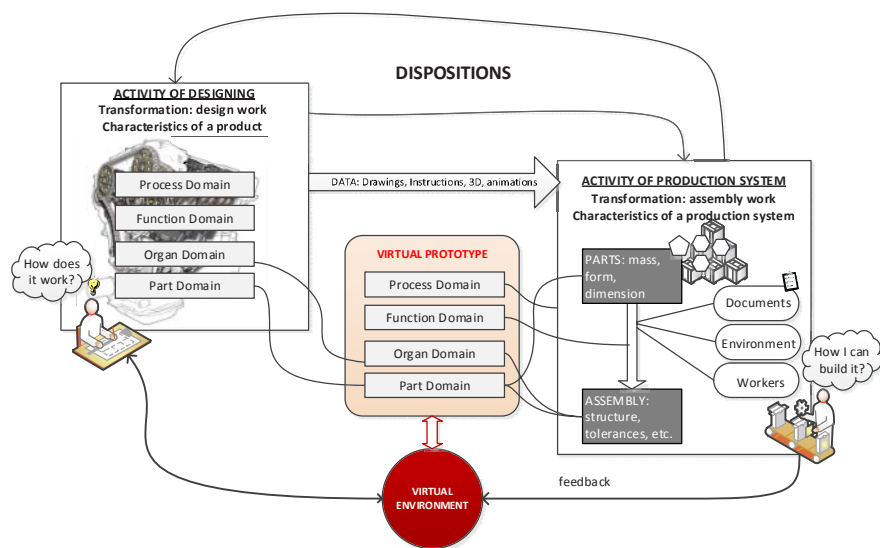 DISPOSITIONS
ACTIVITY OF DESIGNING
Transformation: design work
Characteristics of a product
Process Domain
Function Domain
Organ Domain
Part Domain
How does
it work?
DATA: Drawings, Instructions, 3D, animations
VIRTUAL PROTOTYPE
Process Domain
Function Domain
Organ Domain
Part Domain
ACTIVITY OF PRODUCTION SYSTEM
Transformation: assembly work
Characteristics of a production system
PARTS: mass,
form,
dimension
Documents
Environment
Workers
ASSEMBLY:
structure,
tolerances, etc.
How I can
build it?
VIRTUAL
ENVIRONMENT
feedback